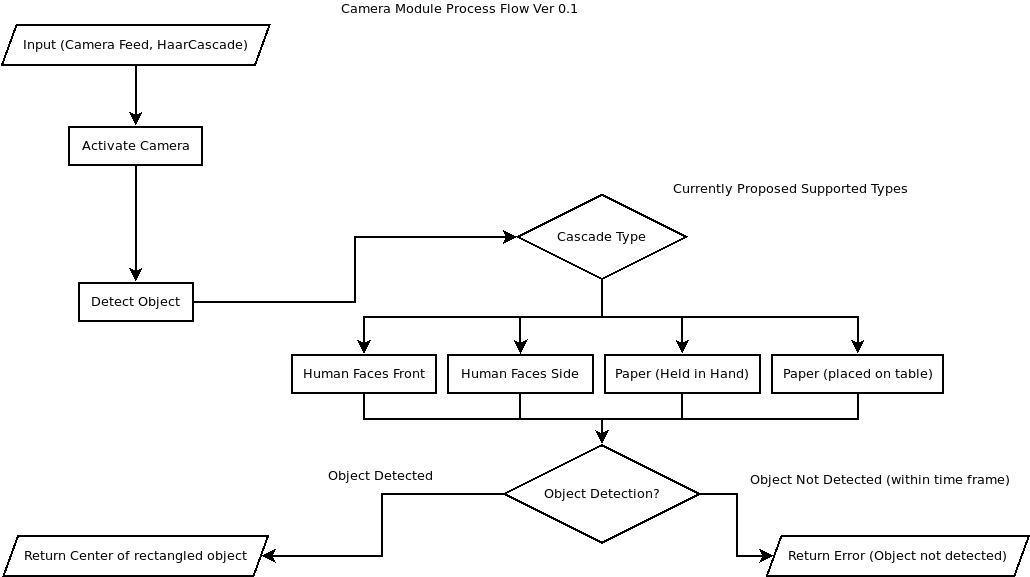 Camera Module Process Flow Ver 0.1
Input (Camera Feed, HaarCascade)
Activate Camera
Currently Proposed Supported Types
Cascade Type
Detect Object
Human Faces Front
Human Faces Side
Paper (Held in Hand)
Paper (placed on table)
Object Detected
Object Detection?
Object Not Detected (within time frame)
Return Center of rectangled object
Return Error (Object not detected)